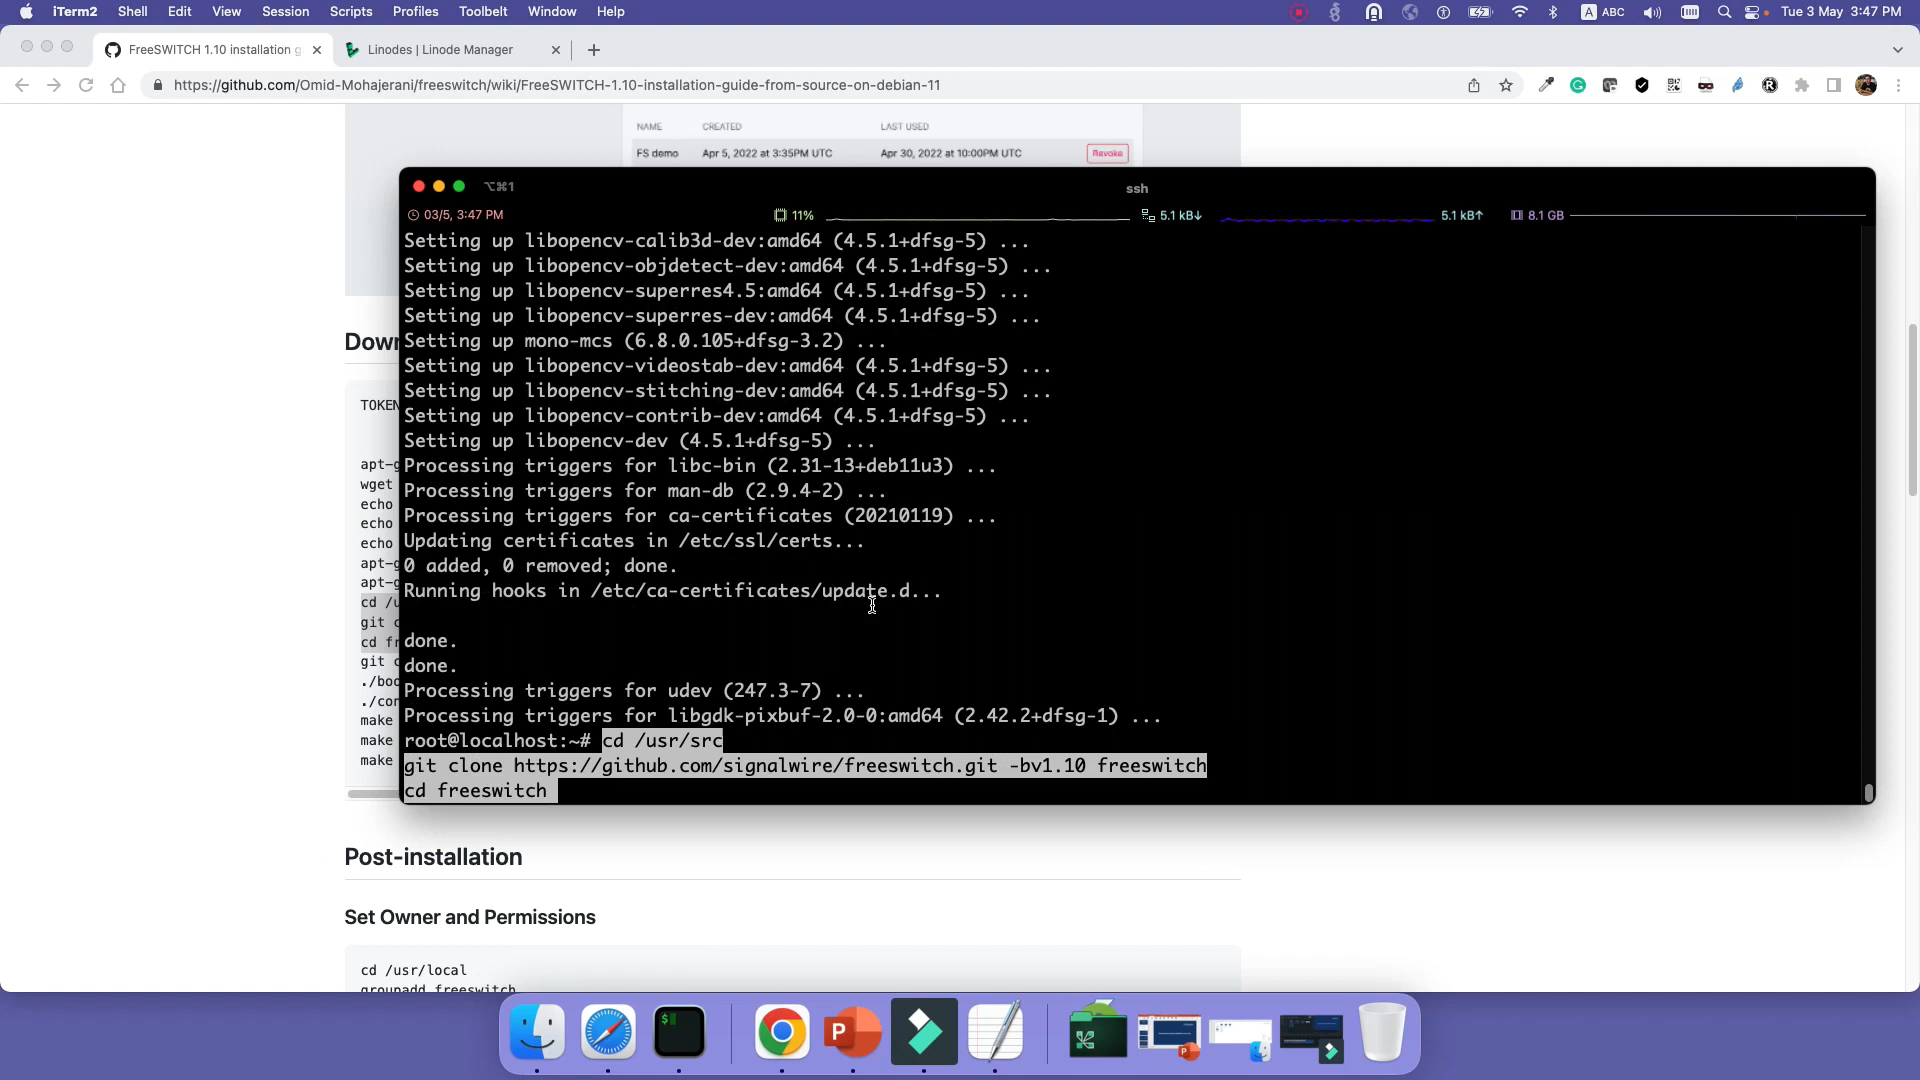 iTerm2 Shell Edit View Session Scripts Profiles Toolbelt Window Help A ABC Tue 3 May 3:47 PM
FreeSWITCH 1.10 installation g Linodes | Linode Manager
https://github.com/Omid-Mohajerani/freeswitch/wiki/FreeSWITCH-1.10-installation-guide-from-source-on-debian-11
NAME CREATED LAST USED
FS demo Apr 5, 2022 at 3:35PM UTC Apr 30, 2022 at 10:00PM UTC Revoke
⌥⌘1 ssh
03/5, 3:47 PM 11% 5.1 kB↓ 5.1 kB↑ 8.1 GB
Setting up libopencv-calib3d-dev:amd64 (4.5.1+dfsg-5) ...
Setting up libopencv-objdetect-dev:amd64 (4.5.1+dfsg-5) ...
Setting up libopencv-superres4.5:amd64 (4.5.1+dfsg-5) ...
Setting up libopencv-superres-dev:amd64 (4.5.1+dfsg-5) ...
Setting up mono-mcs (6.8.0.105+dfsg-3.2) ...
Setting up libopencv-videostab-dev:amd64 (4.5.1+dfsg-5) ...
Setting up libopencv-stitching-dev:amd64 (4.5.1+dfsg-5) ...
Setting up libopencv-contrib-dev:amd64 (4.5.1+dfsg-5) ...
Setting up libopencv-dev (4.5.1+dfsg-5) ...
Processing triggers for libc-bin (2.31-13+deb11u3) ...
Processing triggers for man-db (2.9.4-2) ...
Processing triggers for ca-certificates (20210119) ...
Updating certificates in /etc/ssl/certs...
0 added, 0 removed; done.
Running hooks in /etc/ca-certificates/update.d...
done.
done.
Processing triggers for udev (247.3-7) ...
Processing triggers for libgdk-pixbuf-2.0-0:amd64 (2.42.2+dfsg-1) ...
root@localhost:~# cd /usr/src
git clone https://github.com/signalwire/freeswitch.git -bv1.10 freeswitch
cd freeswitch
Down
TOKEN
apt-g
wget
echo
echo
echo
apt-g
apt-g
cd /u
git c
cd fr
git c
./boo
./con
make
make
make
Post-installation
Set Owner and Permissions
cd /usr/local
groupadd freeswitch